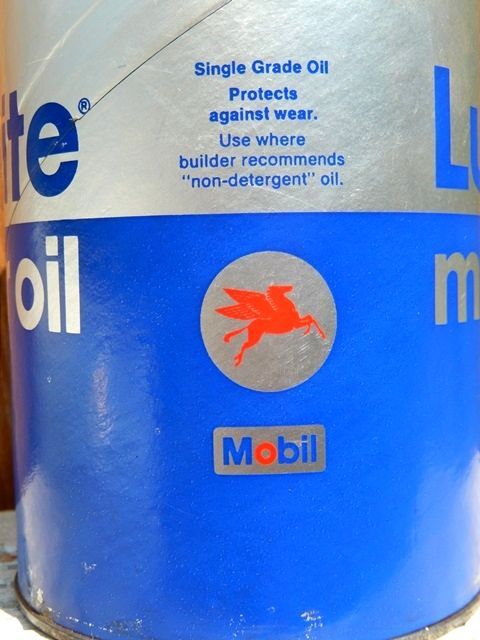 Single Grade Oil
Protects
against wear.
Use where
builder recommends
"non-detergent" oil.
ite®
oil
Lu
m
Mobil